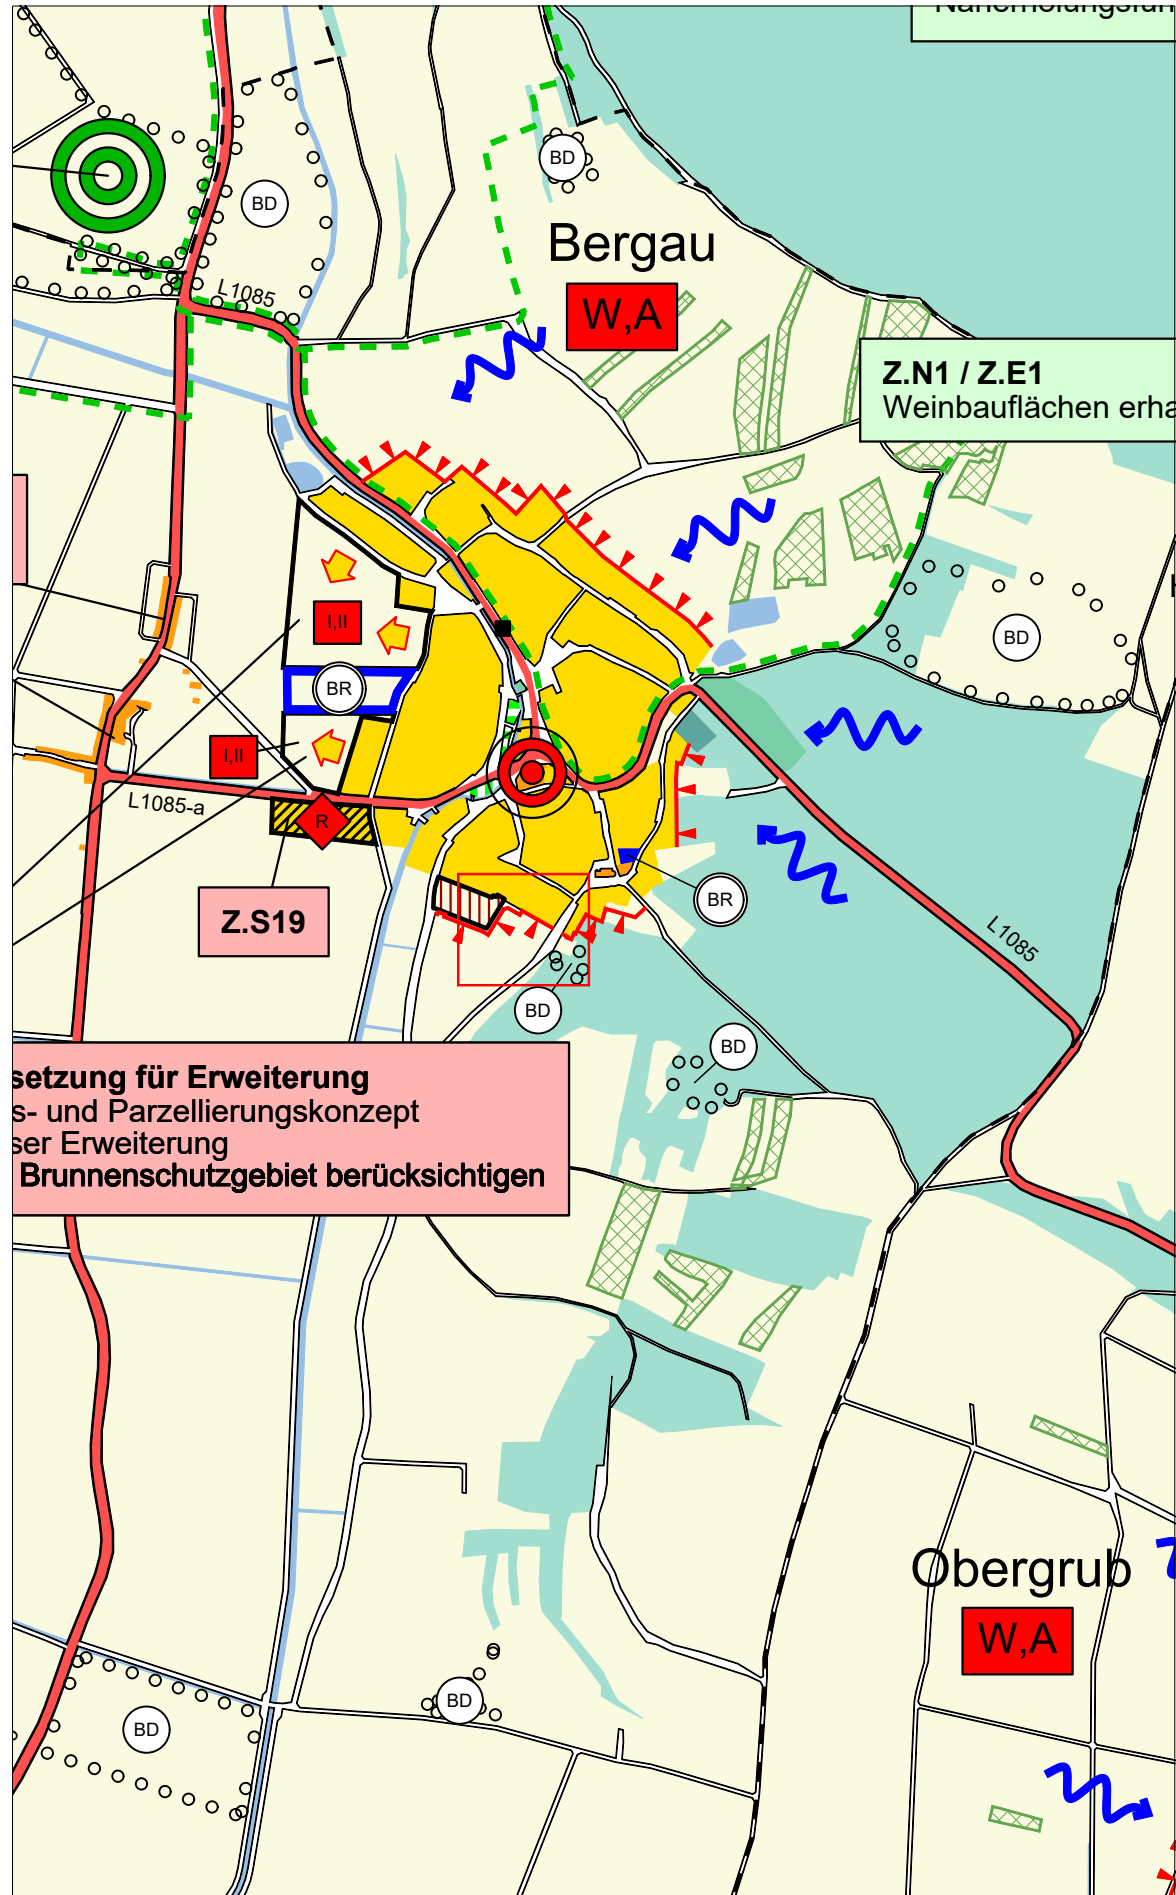 BD
BD
Bergau
W,A
L1085
Z.N1 / Z.E1
Weinbauflächen erha
I,II
BD
BR
I,II
L1085-a
R
BR
Z.S19
L1085
BD
BD
setzung für Erweiterung
s- und Parzellierungskonzept
ser Erweiterung
Brunnenschutzgebiet berücksichtigen
Obergrub
W,A
BD
BD